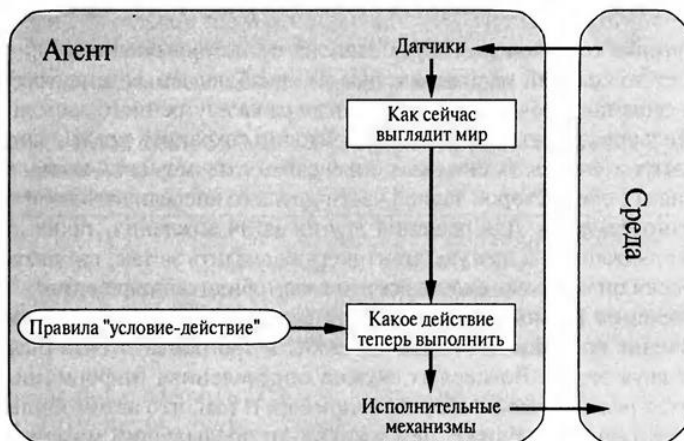 Агент
Датчики
Как сейчас
выглядит мир
Среда
Правила "условие-действие"
Какое действие
теперь выполнить
Исполнительные
механизмы